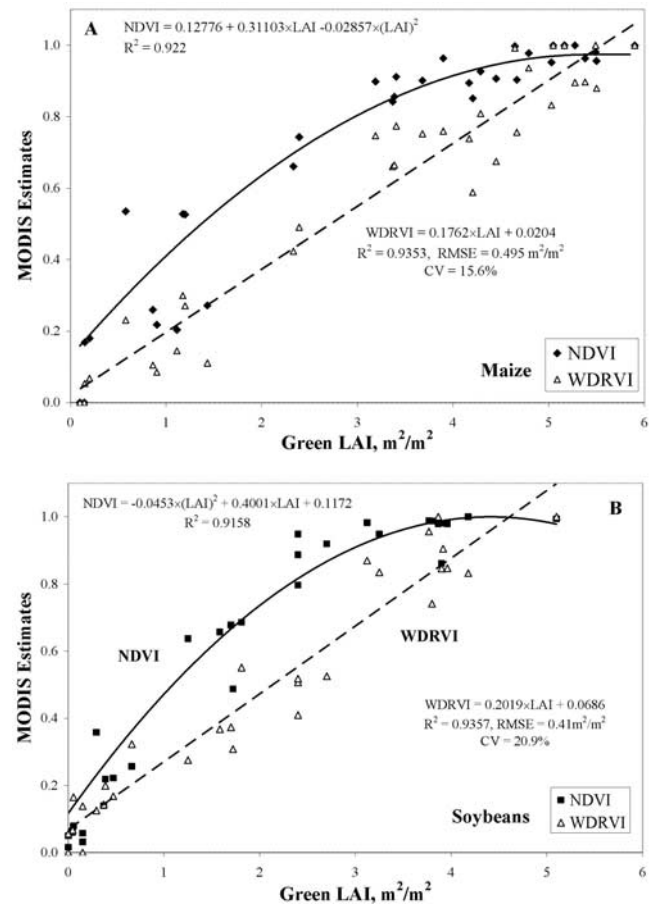 A
NDVI = 0.12776 + 0.31103×LAI -0.02857×(LAI)²
R² = 0.922
1.0
0.8
0.6
0.4
0.2
0.0
MODIS Estimates
WDRVI = 0.1762×LAI + 0.0204
R² = 0.9353, RMSE = 0.495 m²/m²
CV = 15.6%
Maize
NDVI
WDRVI
0 1 2 3 4 5 6
Green LAI, m²/m²
NDVI = -0.0453×(LAI)² + 0.4001×LAI + 0.1172
R² = 0.9158
B
1.0
0.8
0.6
0.4
0.2
0.0
MODIS Estimates
NDVI
WDRVI
WDRVI = 0.2019×LAI + 0.0686
R² = 0.9357, RMSE = 0.41m²/m²
CV = 20.9%
Soybeans
NDVI
WDRVI
0 1 2 3 4 5 6
Green LAI, m²/m²